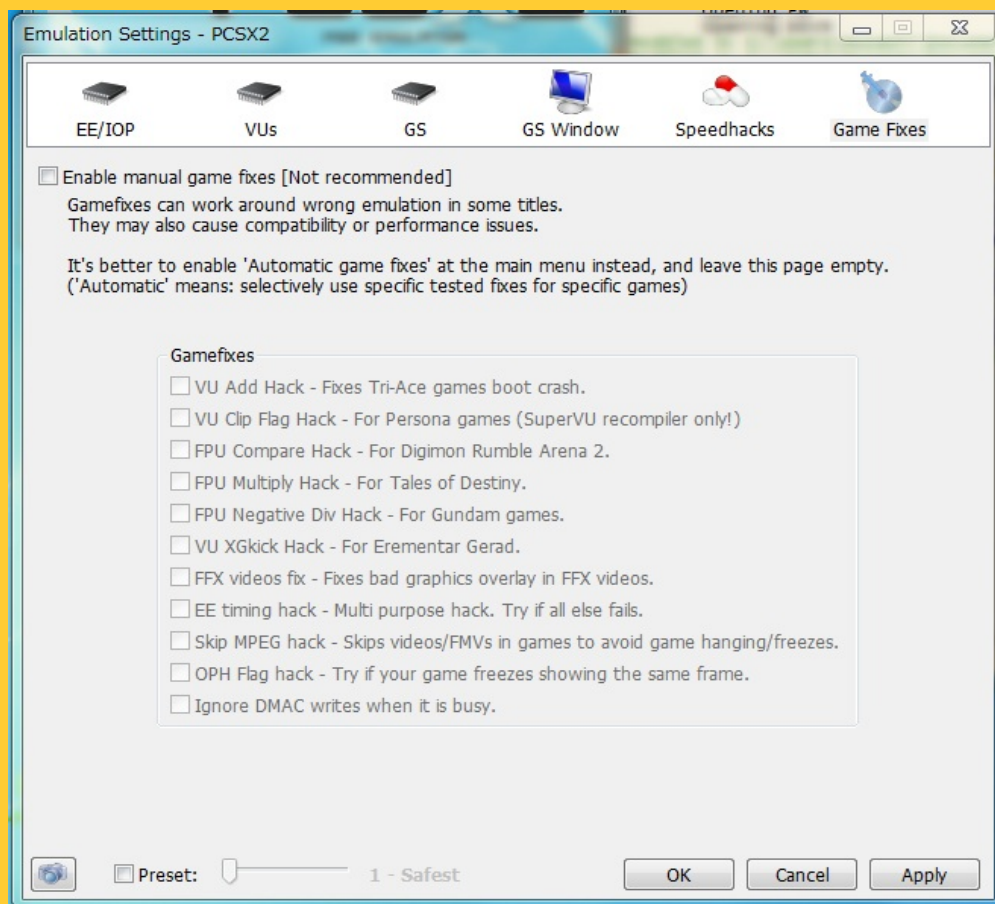 Emulation Settings - PCSX2
EE/IOP VUs GS GS Window Speedhacks Game Fixes
Enable manual game fixes [Not recommended]
Gamefixes can work around wrong emulation in some titles.
They may also cause compatibility or performance issues.
It's better to enable 'Automatic game fixes' at the main menu instead, and leave this page empty.
('Automatic' means: selectively use specific tested fixes for specific games)
Gamefixes
VU Add Hack - Fixes Tri-Ace games boot crash.
VU Clip Flag Hack - For Persona games (SuperVU recompiler only!)
FPU Compare Hack - For Digimon Rumble Arena 2.
FPU Multiply Hack - For Tales of Destiny.
FPU Negative Div Hack - For Gundam games.
VU XGkick Hack - For Erementar Gerad.
FFX videos fix - Fixes bad graphics overlay in FFX videos.
EE timing hack - Multi purpose hack. Try if all else fails.
Skip MPEG hack - Skips videos/FMVs in games to avoid game hanging/freezes.
OPH Flag hack - Try if your game freezes showing the same frame.
Ignore DMAC writes when it is busy.
Preset: 1 - Safest OK Cancel Apply